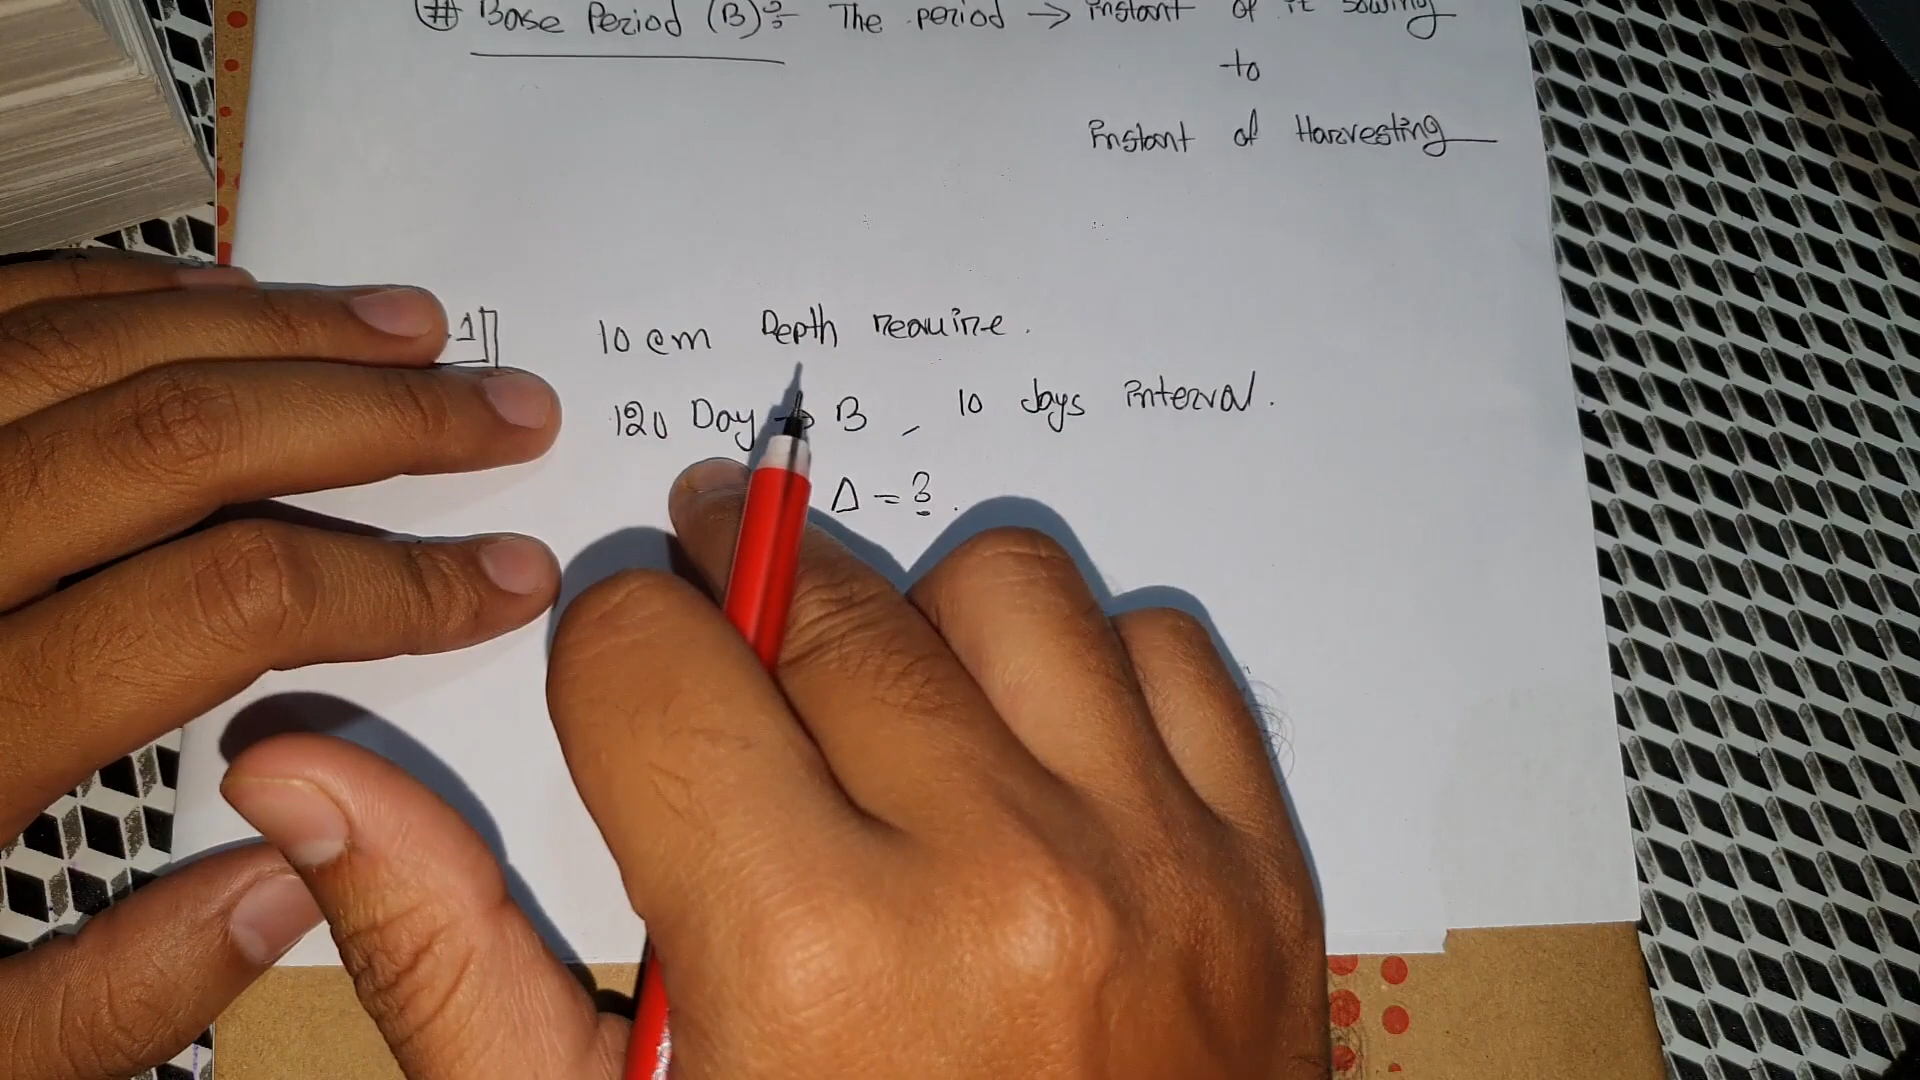 # Base Period (B):- The period → instant of it sowing
to
instant of Harvesting
1]
10 cm Depth require.
120 Day → B, 10 days interval.
Δ = ?.